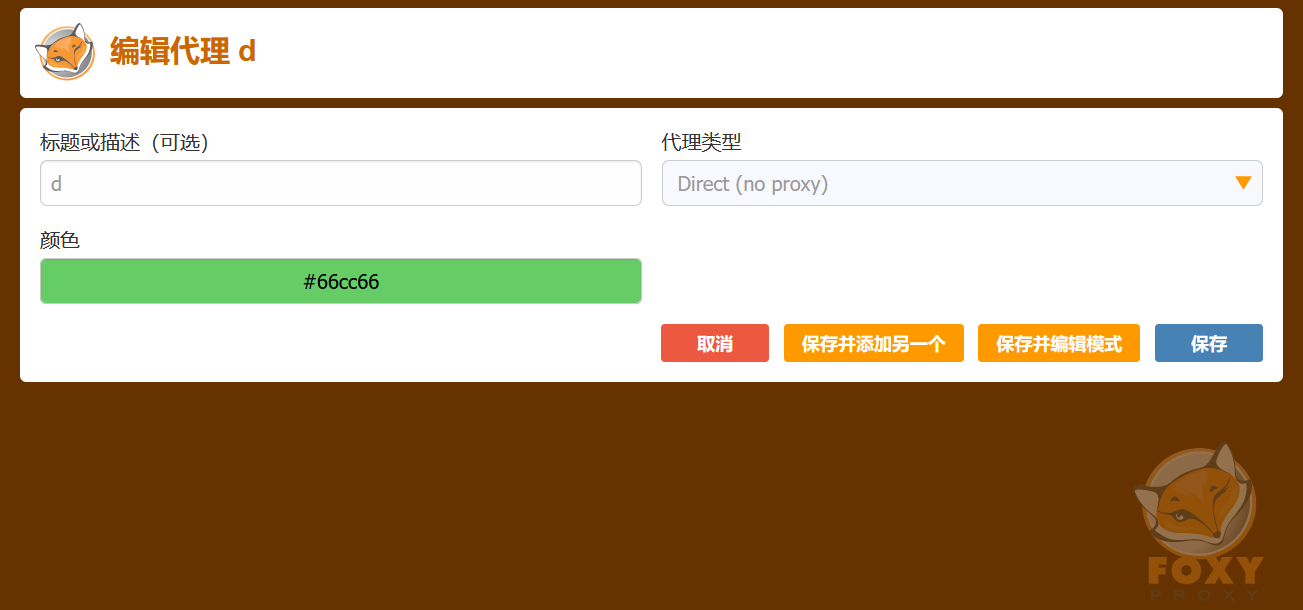 编辑代理 d
标题或描述（可选）
代理类型
d
Direct (no proxy)
颜色
#66cc66
取消
保存并添加另一个
保存并编辑模式
保存
FOXY
PROXY